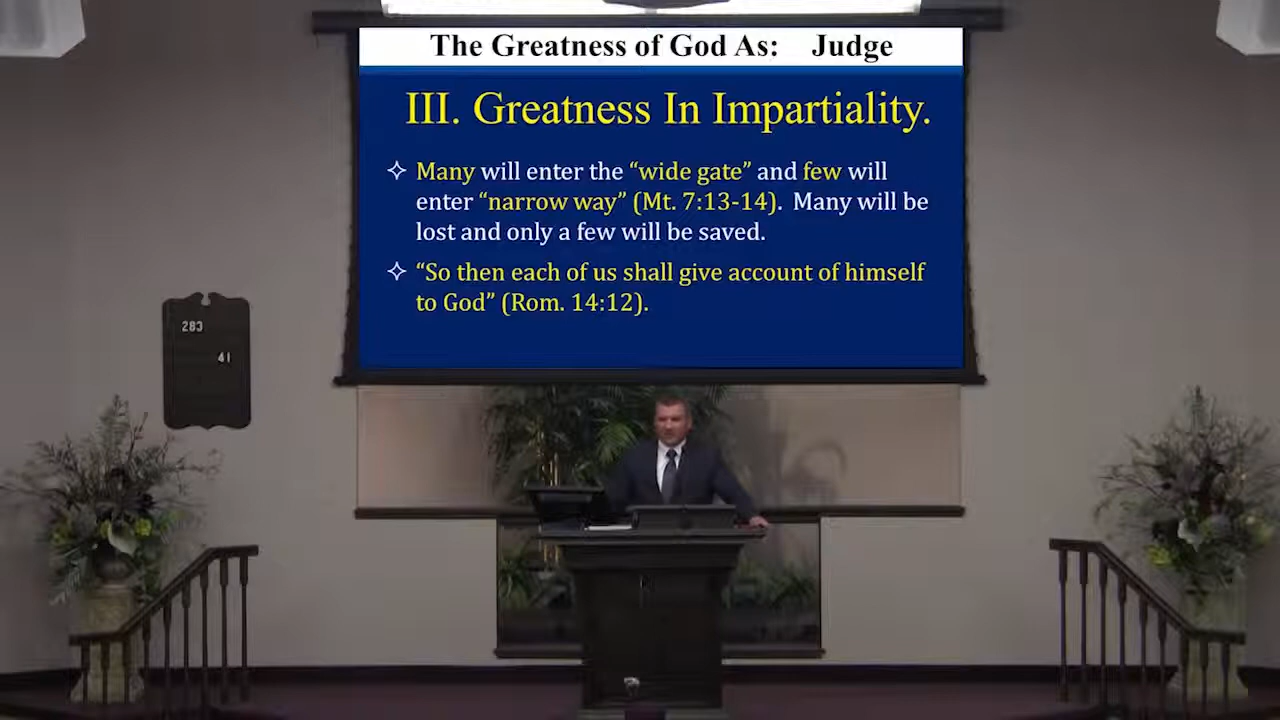 The Greatness of God As: Judge
III. Greatness In Impartiality.
Many will enter the “wide gate” and few will
enter “narrow way” (Mt. 7:13-14). Many will be
lost and only a few will be saved.
“So then each of us shall give account of himself
to God” (Rom. 14:12).
283
41